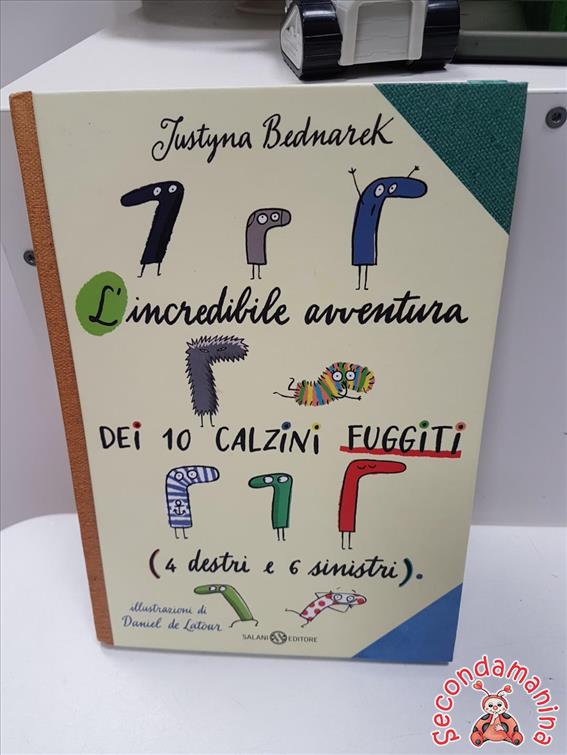 Justyna Bednarek
L'incredibile avventura
DEI 10 CALZINI FUGGITI
(4 destri e 6 sinistri).
illustrazioni di
Daniel de Latour
SALANI EDITORE
Secondamanina